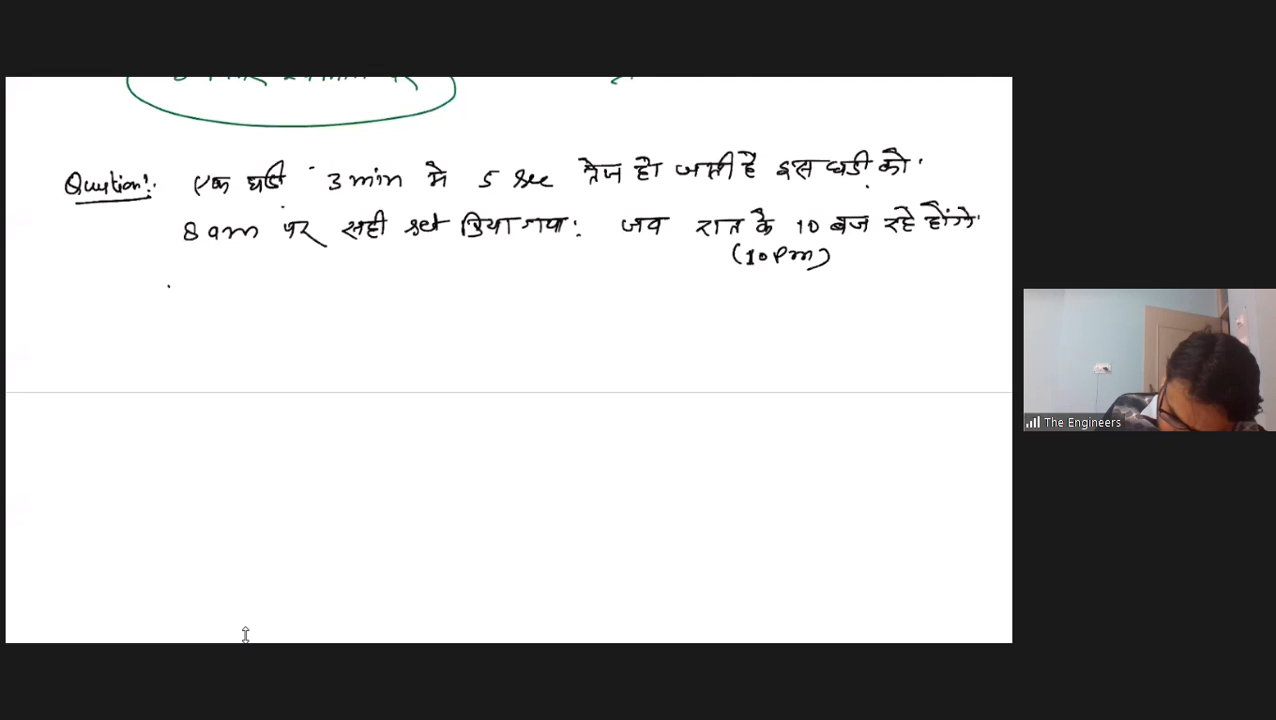 Question:. एक घडी 3 min मे 5 sec तेज हो जाती है इस घडी को
8 am पर सही set किया गया: जब रात के 10 बज रहे होंगे
(10 pm)
The Engineers